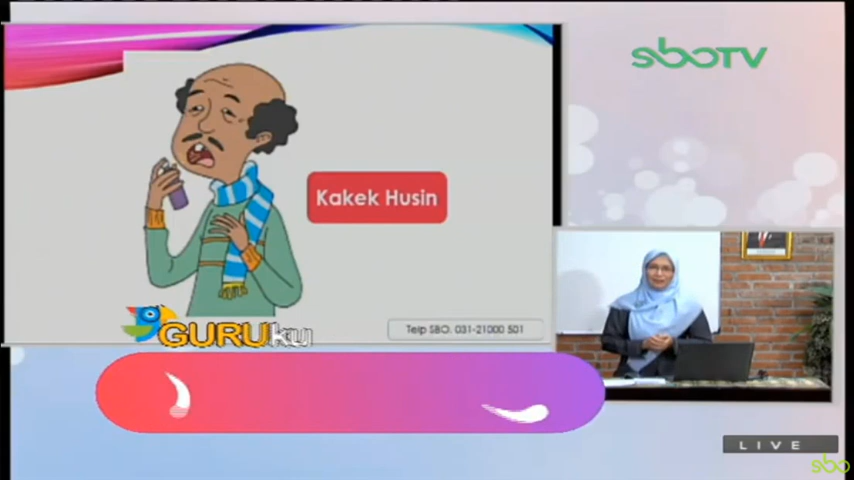 sboTV
Kakek Husin
GURUku
Telp SBO. 031-21000 501
LIVE
sbo